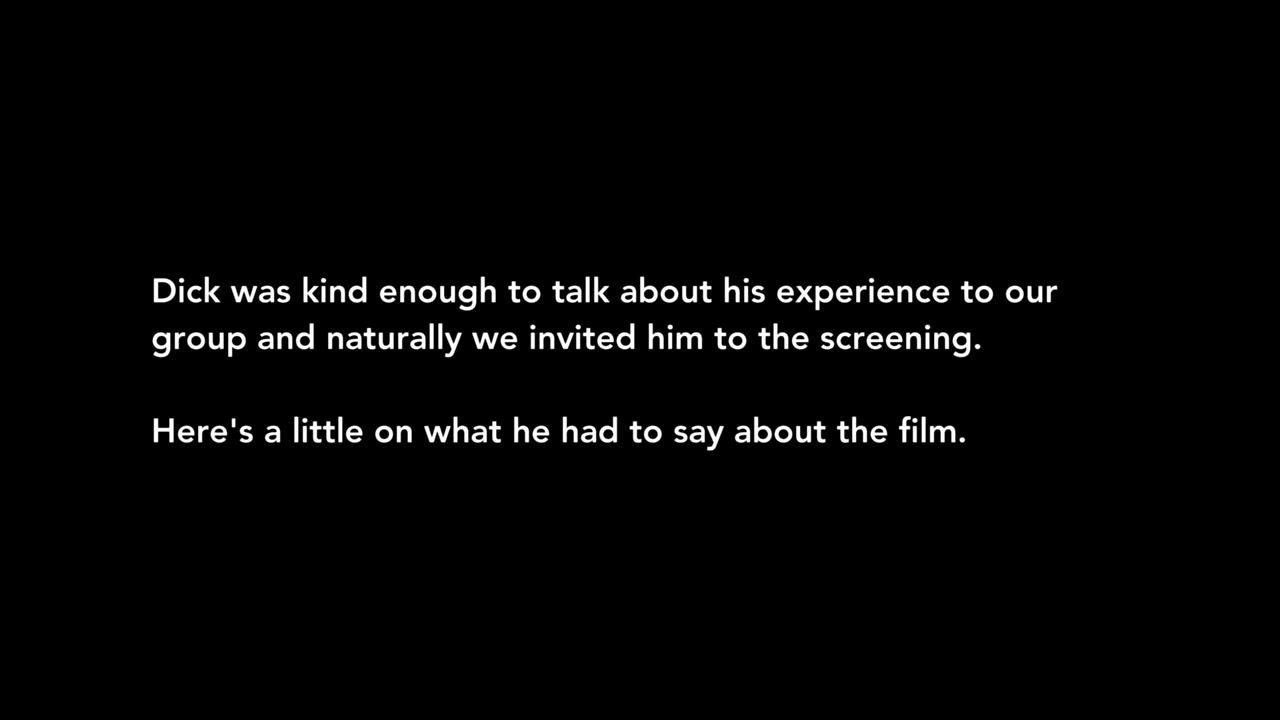 Dick was kind enough to talk about his experience to our
group and naturally we invited him to the screening.
Here's a little on what he had to say about the film.